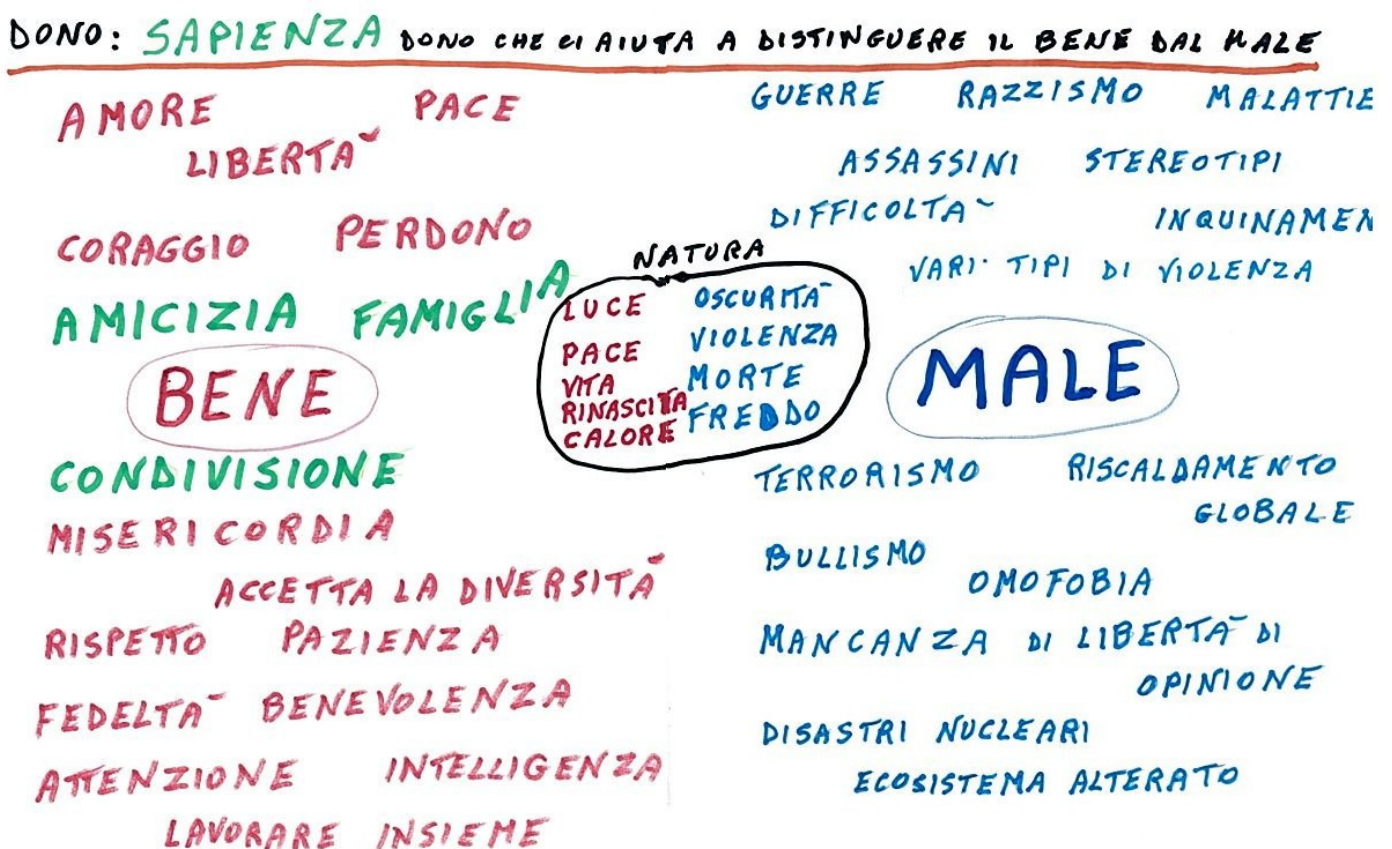 DONO: SAPIENZA DONO CHE CI AIUTA A DISTINGUERE IL BENE DAL MALE
AMORE PACE
LIBERTA`
CORAGGIO PERDONO
AMICIZIA FAMIGLIA
BENE
CONDIVISIONE
MISERICORDIA
ACCETTA LA DIVERSITÀ
RISPETTO PAZIENZA
FEDELTA` BENEVOLENZA
ATTENZIONE INTELLIGENZA
LAVORARE INSIEME
NATURA
LUCE OSCURITÀ
PACE VIOLENZA
VITA MORTE
RINASCITA FREDDO
CALORE
GUERRE RAZZISMO MALATTIE
ASSASSINI STEREOTIPI
DIFFICOLTA` INQUINAMEN
VARI TIPI DI VIOLENZA
MALE
TERRORISMO RISCALDAMENTO
GLOBALE
BULLISMO
OMOFOBIA
MANCANZA DI LIBERTÀ DI
OPINIONE
DISASTRI NUCLEARI
ECOSISTEMA ALTERATO